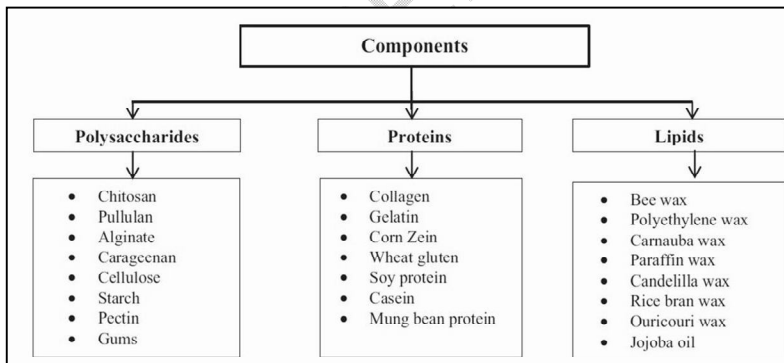 Components
Polysaccharides
Chitosan
Pullulan
Alginate
Carageenan
Cellulose
Starch
Pectin
Gums
Proteins
Collagen
Gelatin
Corn Zein
Wheat gluten
Soy protein
Casein
Mung bean protein
Lipids
Bee wax
Polyethylene wax
Carnauba wax
Paraffin wax
Candelilla wax
Rice bran wax
Ouricouri wax
Jojoba oil